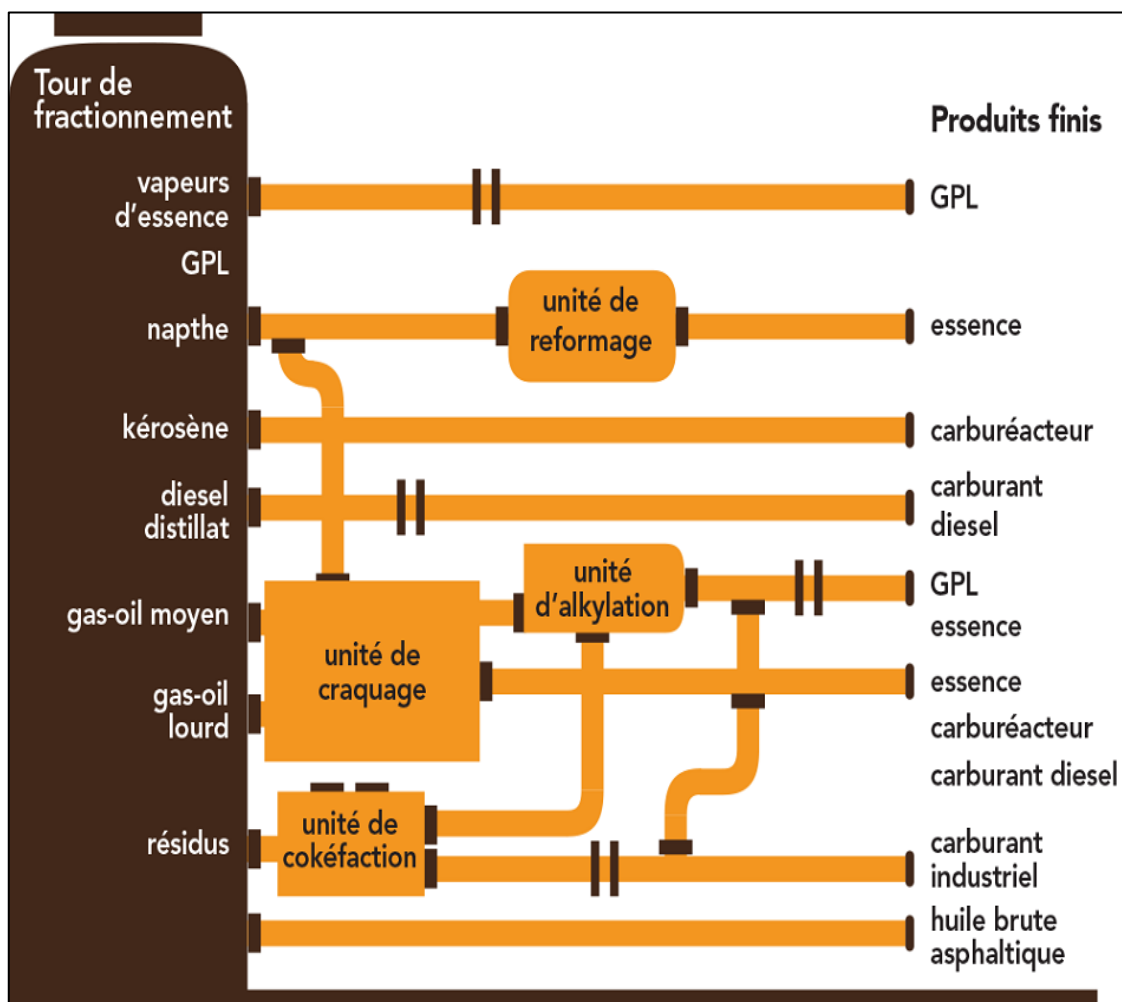 Tour de
fractionnement
Produits finis
vapeurs
d'essence
GPL
GPL
napthe
unité de
reformage
essence
kérosène
carburéacteur
diesel
distillat
carburant
diesel
gas-oil moyen
unité
d'alkylation
GPL
essence
gas-oil
lourd
unité de
craquage
essence
carburéacteur
carburant diesel
résidus
unité de
cokéfaction
carburant
industriel
huile brute
asphaltique